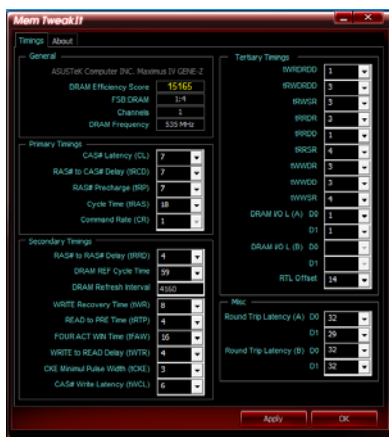 Mem TweakIt
Timings About
General
ASUSTeK Computer INC. Maximus IV GENE-Z
DRAM Efficiency Score 15165
FSB:DRAM 1:4
Channels 1
DRAM Frequency 535 MHz
Primary Timings
CAS# Latency (CL) 7
RAS# to CAS# Delay (tRCD) 7
RAS# Precharge (tRP) 7
Cycle Time (tRAS) 18
Command Rate (CR) 1
Secondary Timings
RAS# to RAS# Delay (tRRD) 4
DRAM REF Cycle Time 59
DRAM Refresh Interval 4160
WRITE Recovery Time (tWR) 8
READ to PRE Time (tRTP) 4
FOUR ACT WIN Time (tFAW) 16
WRITE to READ Delay (tWTR) 4
CKE Minimul Pulse Width (tCKE) 3
CAS# Write Latency (tWCL) 6
Tertiary Timings
tWRDRDD 1
tRWDRDD 3
tRWSR 3
tRRDR 3
tRRDD 1
tRRSR 4
tWWDR 3
tWWDD 3
tWWSR 4
DRAM I/O L (A) D0 1
D1 1
DRAM I/O L (B) D0
D1
RTL Offset 14
Misc
Round Trip Latency (A) D0 32
D1 29
Round Trip Latency (B) D0 32
D1 32
Apply OK